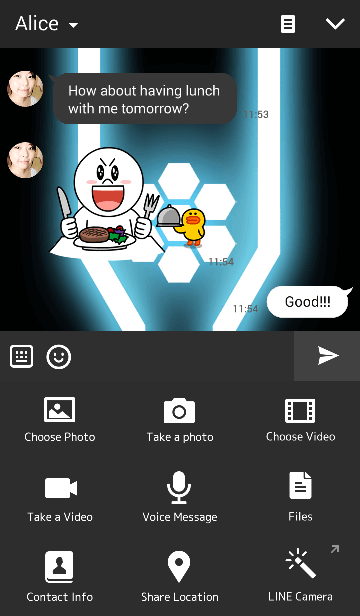 Alice
How about having lunch
with me tomorrow?
11:53
11:54
11:54
Good!!!
Choose Photo
Take a photo
Choose Video
Take a Video
Voice Message
Files
Contact Info
Share Location
LINE Camera